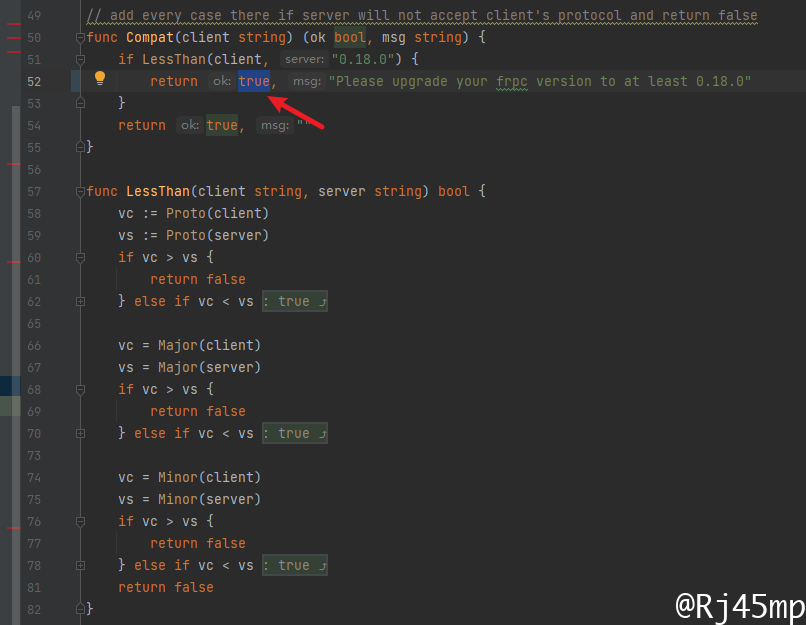 49 // add every case there if server will not accept client's protocol and return false
50 func Compat(client string) (ok bool, msg string) {
51 if LessThan(client, server: "0.18.0") {
52 return ok: true, msg: "Please upgrade your frpc version to at least 0.18.0"
53 }
54 return ok: true, msg: ""
55 }
56
57 func LessThan(client string, server string) bool {
58 vc := Proto(client)
59 vs := Proto(server)
60 if vc > vs {
61 return false
62 } else if vc < vs : true ⤴
65
66 vc = Major(client)
67 vs = Major(server)
68 if vc > vs {
69 return false
70 } else if vc < vs : true ⤴
73
74 vc = Minor(client)
75 vs = Minor(server)
76 if vc > vs {
77 return false
78 } else if vc < vs : true ⤴
81 return false
82 }
@Rj45mp